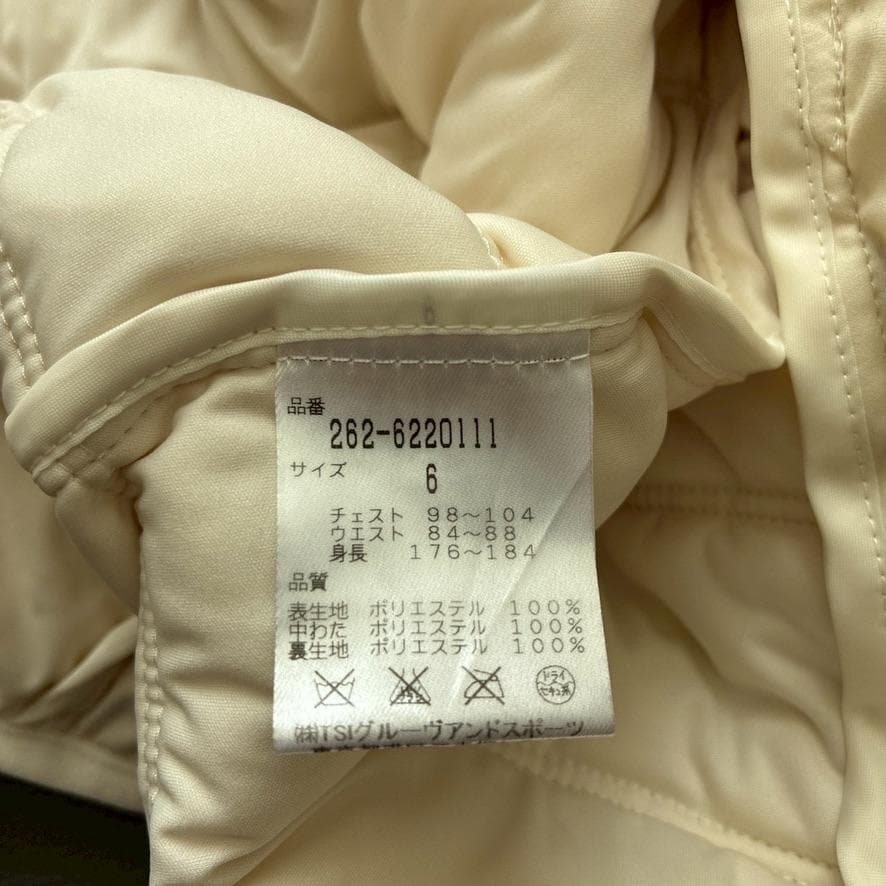 6
品番
262-6220111
サイズ 6
チェスト 98~104
ウエスト 84~88
身長 176~184
品質
表生地 ポリエステル 100%
中わた ポリエステル 100%
裏生地 ポリエステル 100%
ドライ
セキユ系
㈱TSIグルーヴアンドスポーツ